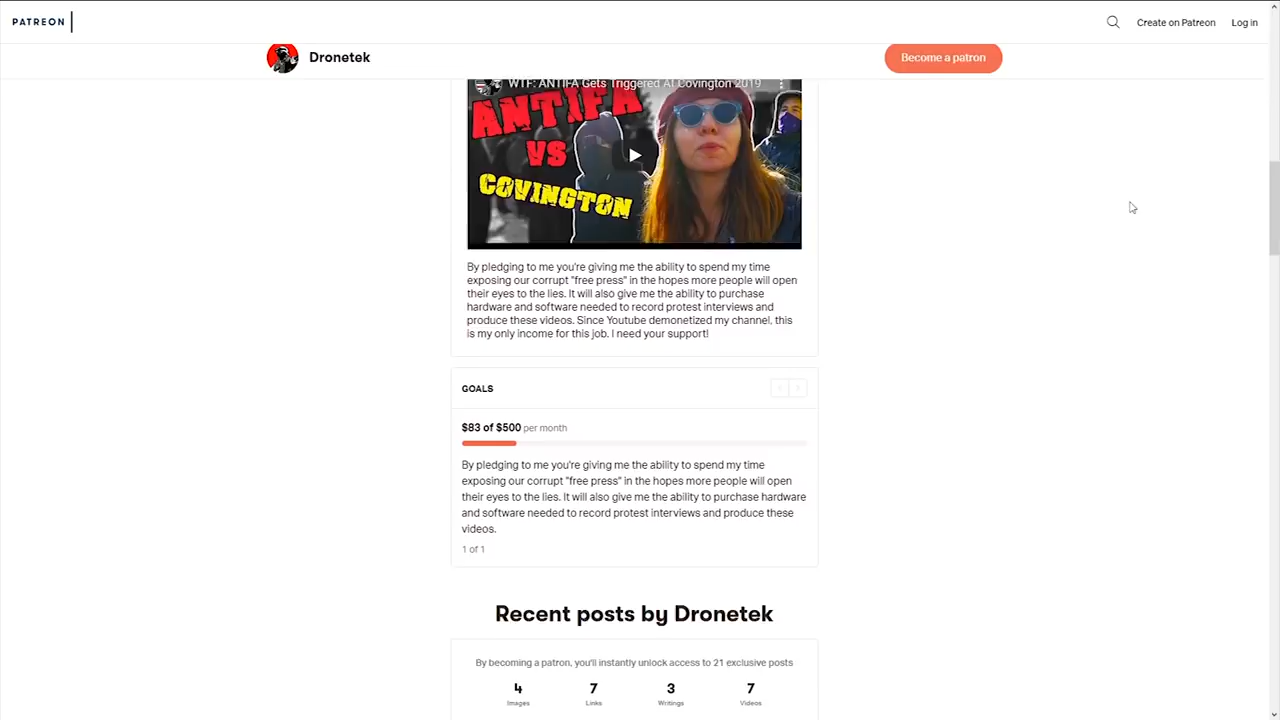 PATREON
Create on Patreon
Log in
Dronetek
Become a patron
WTF: ANTIFA Gets Triggered At Covington 2019
ANTIFA
VS
COVINGTON
By pledging to me you're giving me the ability to spend my time
exposing our corrupt "free press" in the hopes more people will open
their eyes to the lies. It will also give me the ability to purchase
hardware and software needed to record protest interviews and
produce these videos. Since Youtube demonetized my channel, this
is my only income for this job. I need your support!
GOALS
$83 of $500 per month
By pledging to me you're giving me the ability to spend my time
exposing our corrupt "free press" in the hopes more people will open
their eyes to the lies. It will also give me the ability to purchase hardware
and software needed to record protest interviews and produce these
videos.
1 of 1
Recent posts by Dronetek
By becoming a patron, you'll instantly unlock access to 21 exclusive posts
4
7
3
7
Images
Links
Writings
Videos